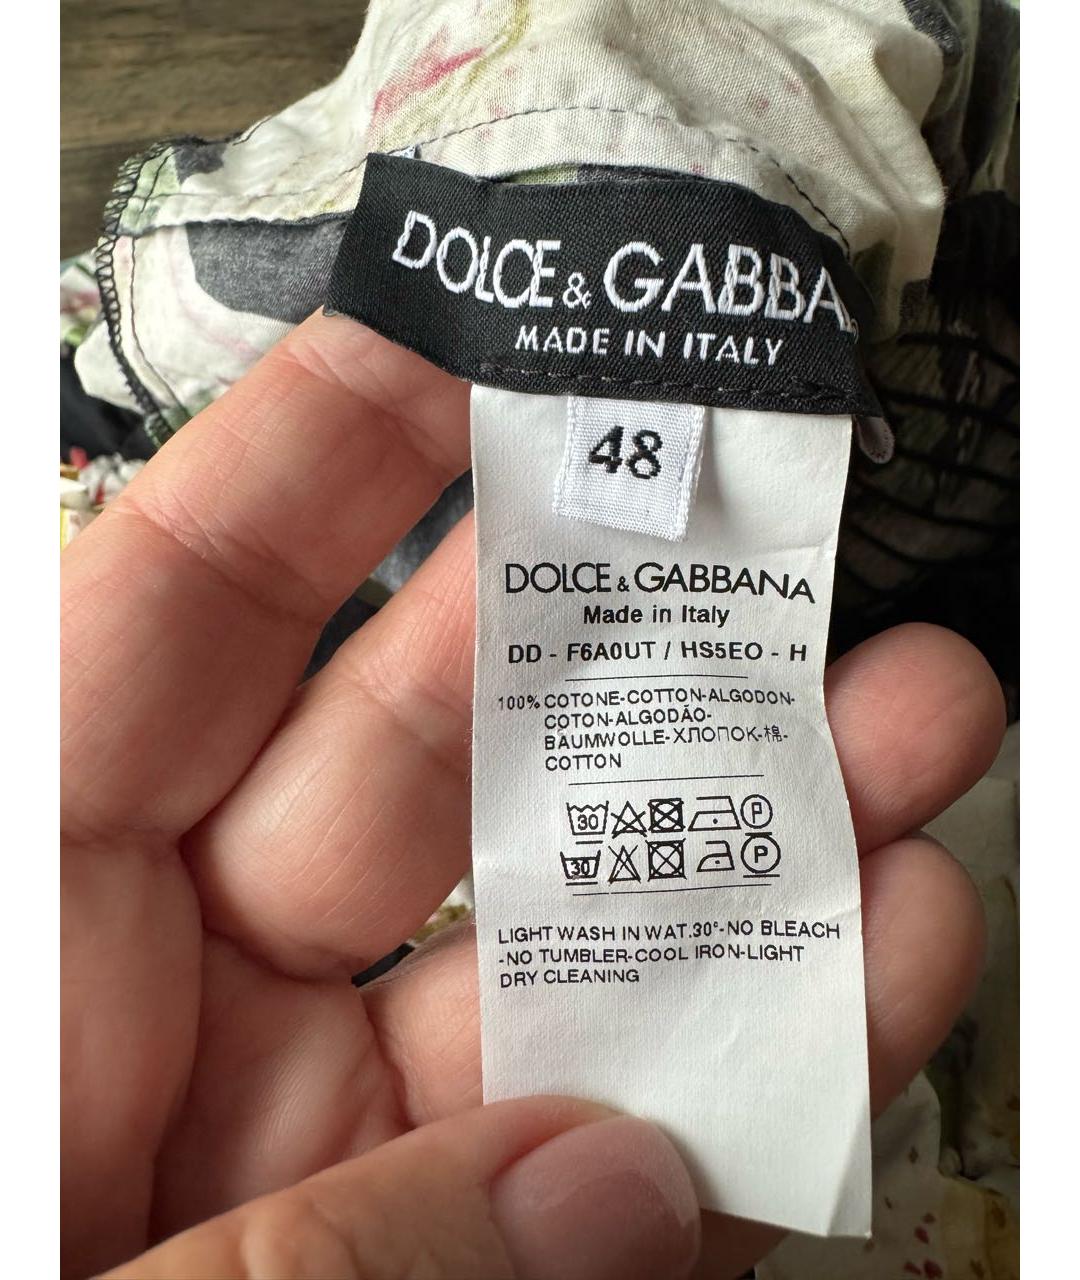 DOLCE & GABBA
MADE IN ITALY
48
DOLCE & GABBANA
Made in Italy
DD - F6A0UT / HS5EO - H
100% COTONE-COTTON-ALGODON-
COTON-ALGODÃO-
BAUMWOLLE-ХЛОПОК-棉-
COTTON
30 P
30 P
LIGHT WASH IN WAT.30°-NO BLEACH
-NO TUMBLER-COOL IRON-LIGHT
DRY CLEANING